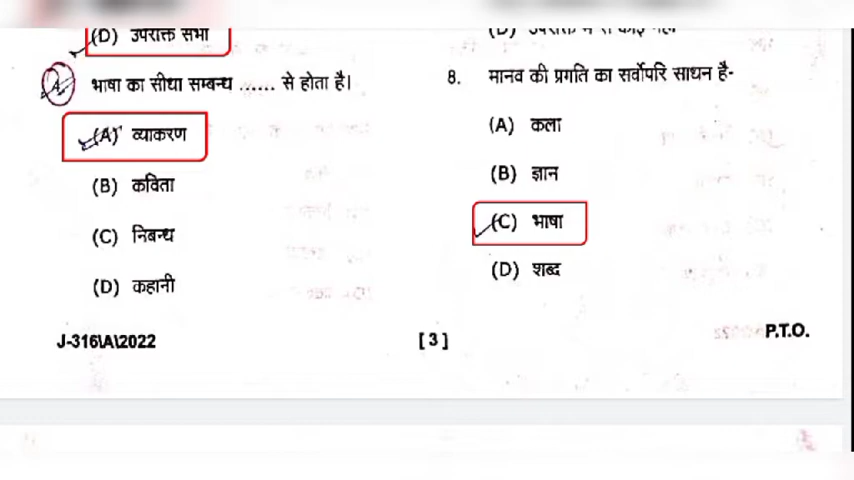 (D) उपरोक्त सभी
भाषा का सीधा सम्बन्ध ...... से होता है।
(A) व्याकरण
(B) कविता
(C) निबन्ध
(D) कहानी
8. मानव की प्रगति का सर्वोपरि साधन है-
(A) कला
(B) ज्ञान
(C) भाषा
(D) शब्द
J-316\A\2022
[ 3 ]
P.T.O.